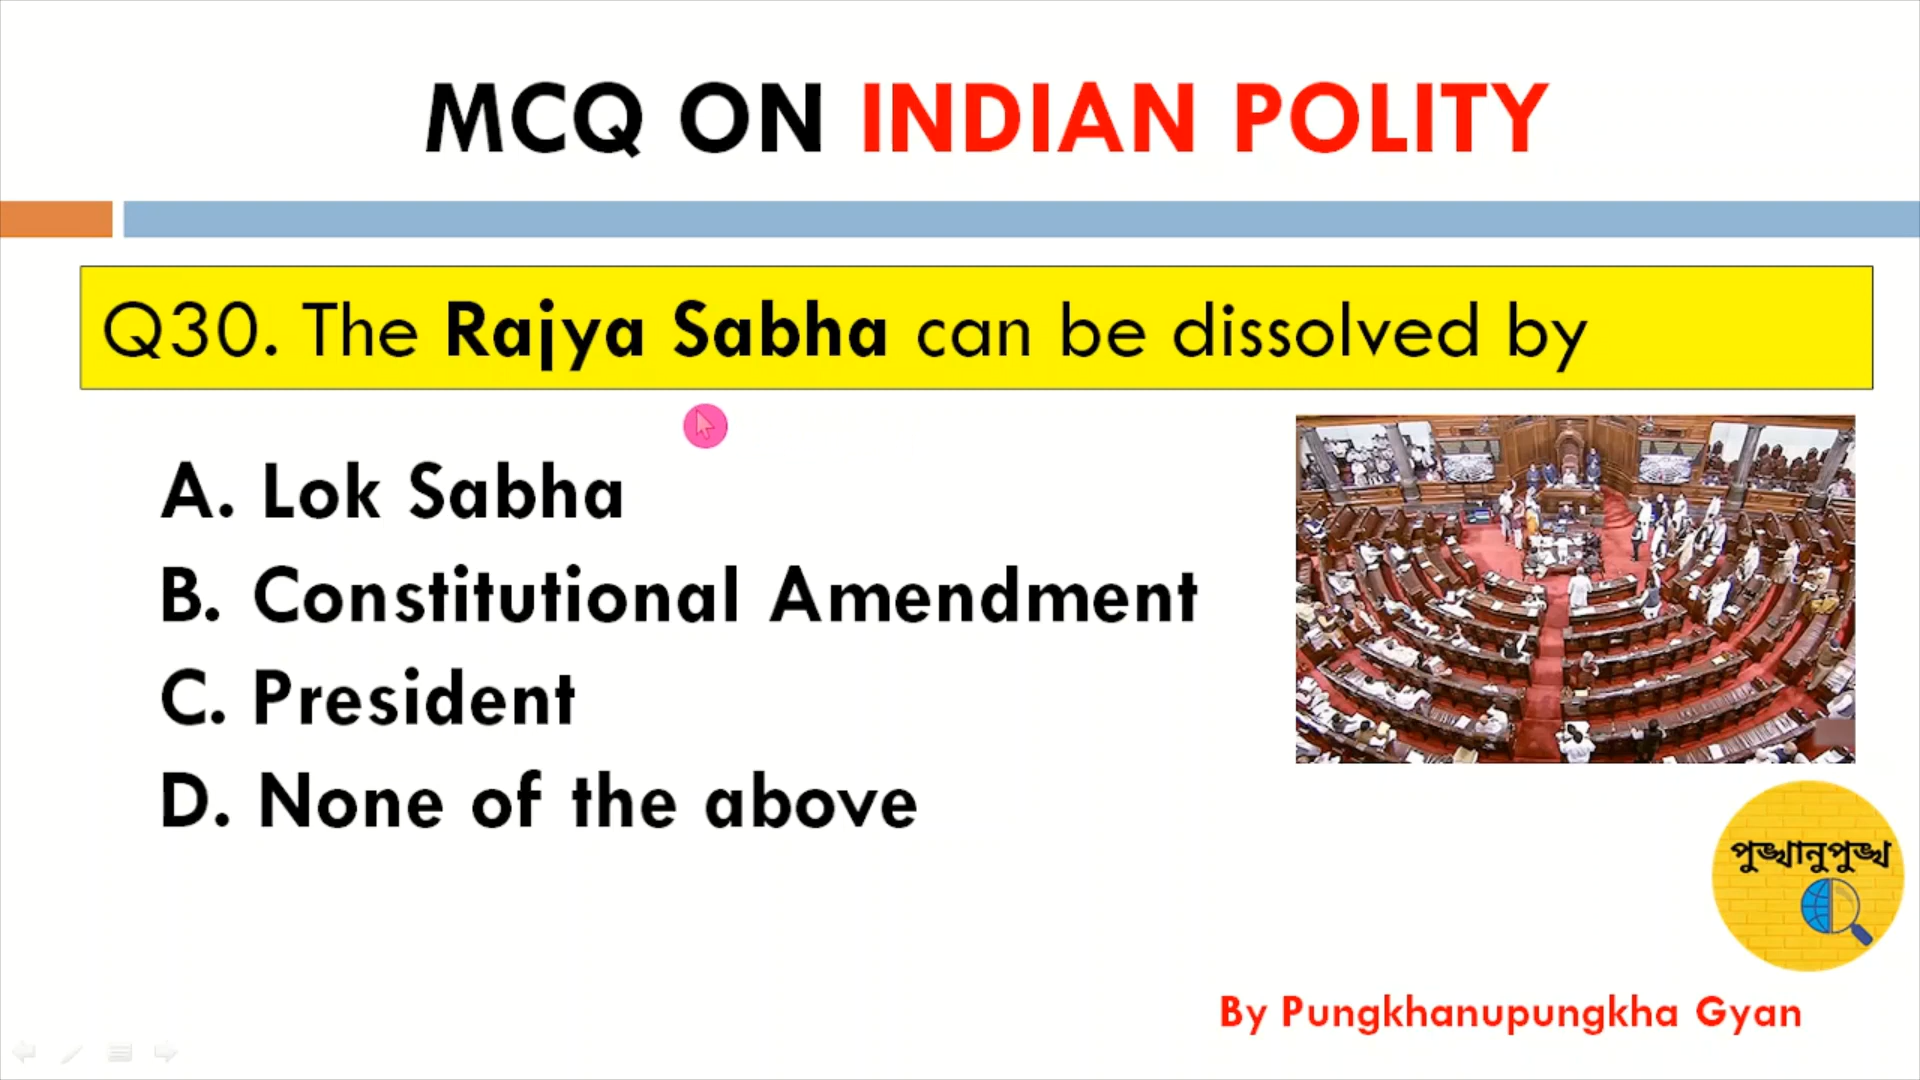 MCQ ON INDIAN POLITY
Q30. The Rajya Sabha can be dissolved by
A. Lok Sabha
B. Constitutional Amendment
C. President
D. None of the above
পুঙ্খানুপুঙ্খ
By Pungkhanupungkha Gyan